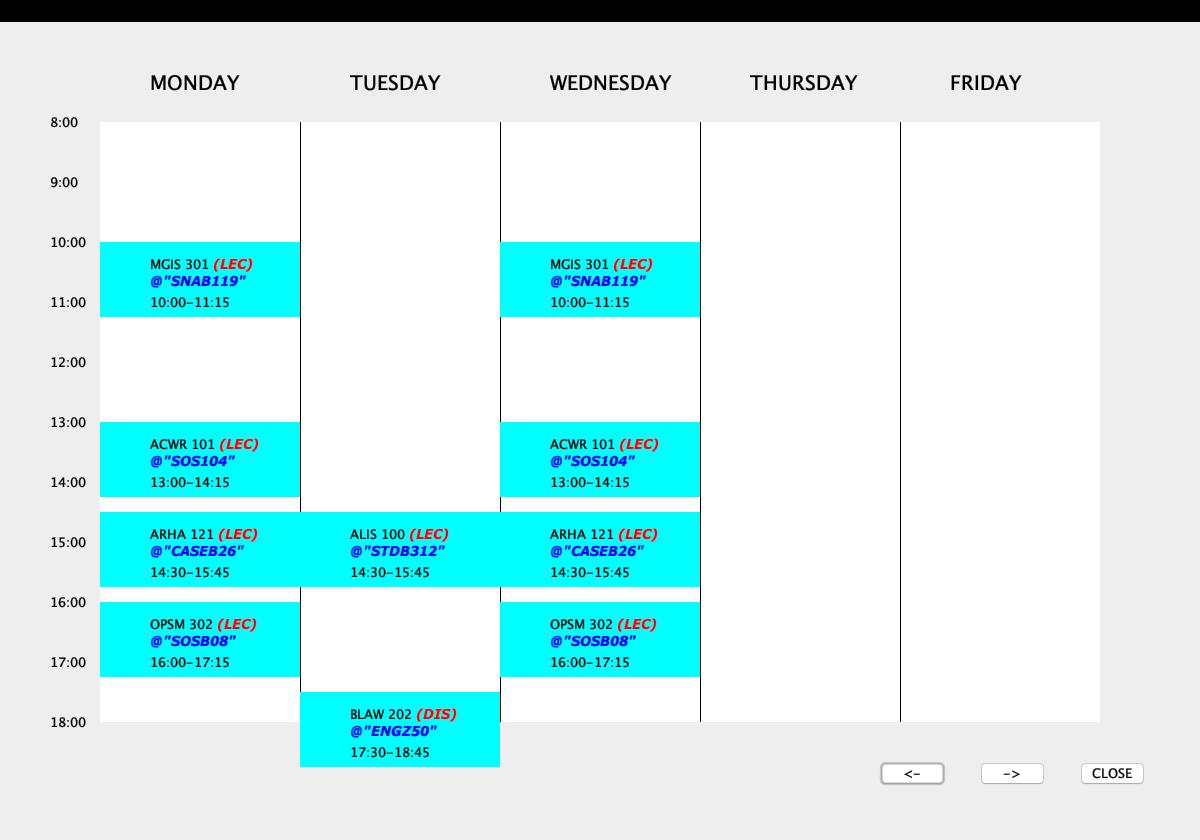 MONDAY TUESDAY WEDNESDAY THURSDAY FRIDAY
8:00
9:00
10:00
MGIS 301 (LEC) MGIS 301 (LEC)
@"SNAB119" @"SNAB119"
11:00 10:00-11:15 10:00-11:15
12:00
13:00
ACWR 101 (LEC) ACWR 101 (LEC)
@"SOS104" @"SOS104"
14:00 13:00-14:15 13:00-14:15
ARHA 121 (LEC) ALIS 100 (LEC) ARHA 121 (LEC)
15:00 @"CASEB26" @"STDB312" @"CASEB26"
14:30-15:45 14:30-15:45 14:30-15:45
16:00
OPSM 302 (LEC) OPSM 302 (LEC)
@"SOSB08" @"SOSB08"
17:00 16:00-17:15 16:00-17:15
18:00 BLAW 202 (DIS)
@"ENGZ50"
17:30-18:45
<- -> CLOSE